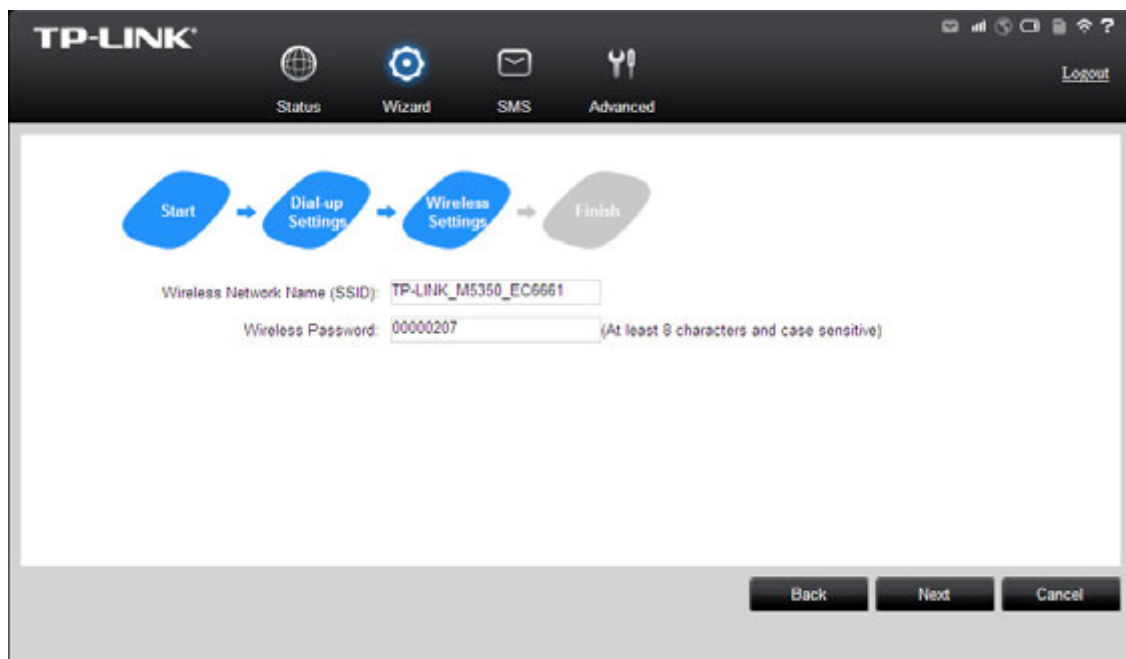 TP-LINK
Logout
Status Wizard SMS Advanced
Start
Dial-up
Settings
Wireless
Settings
Finish
Wireless Network Name (SSID): TP-LINK_M5350_EC6661
Wireless Password: 00000207 (At least 8 characters and case sensitive)
Back Next Cancel